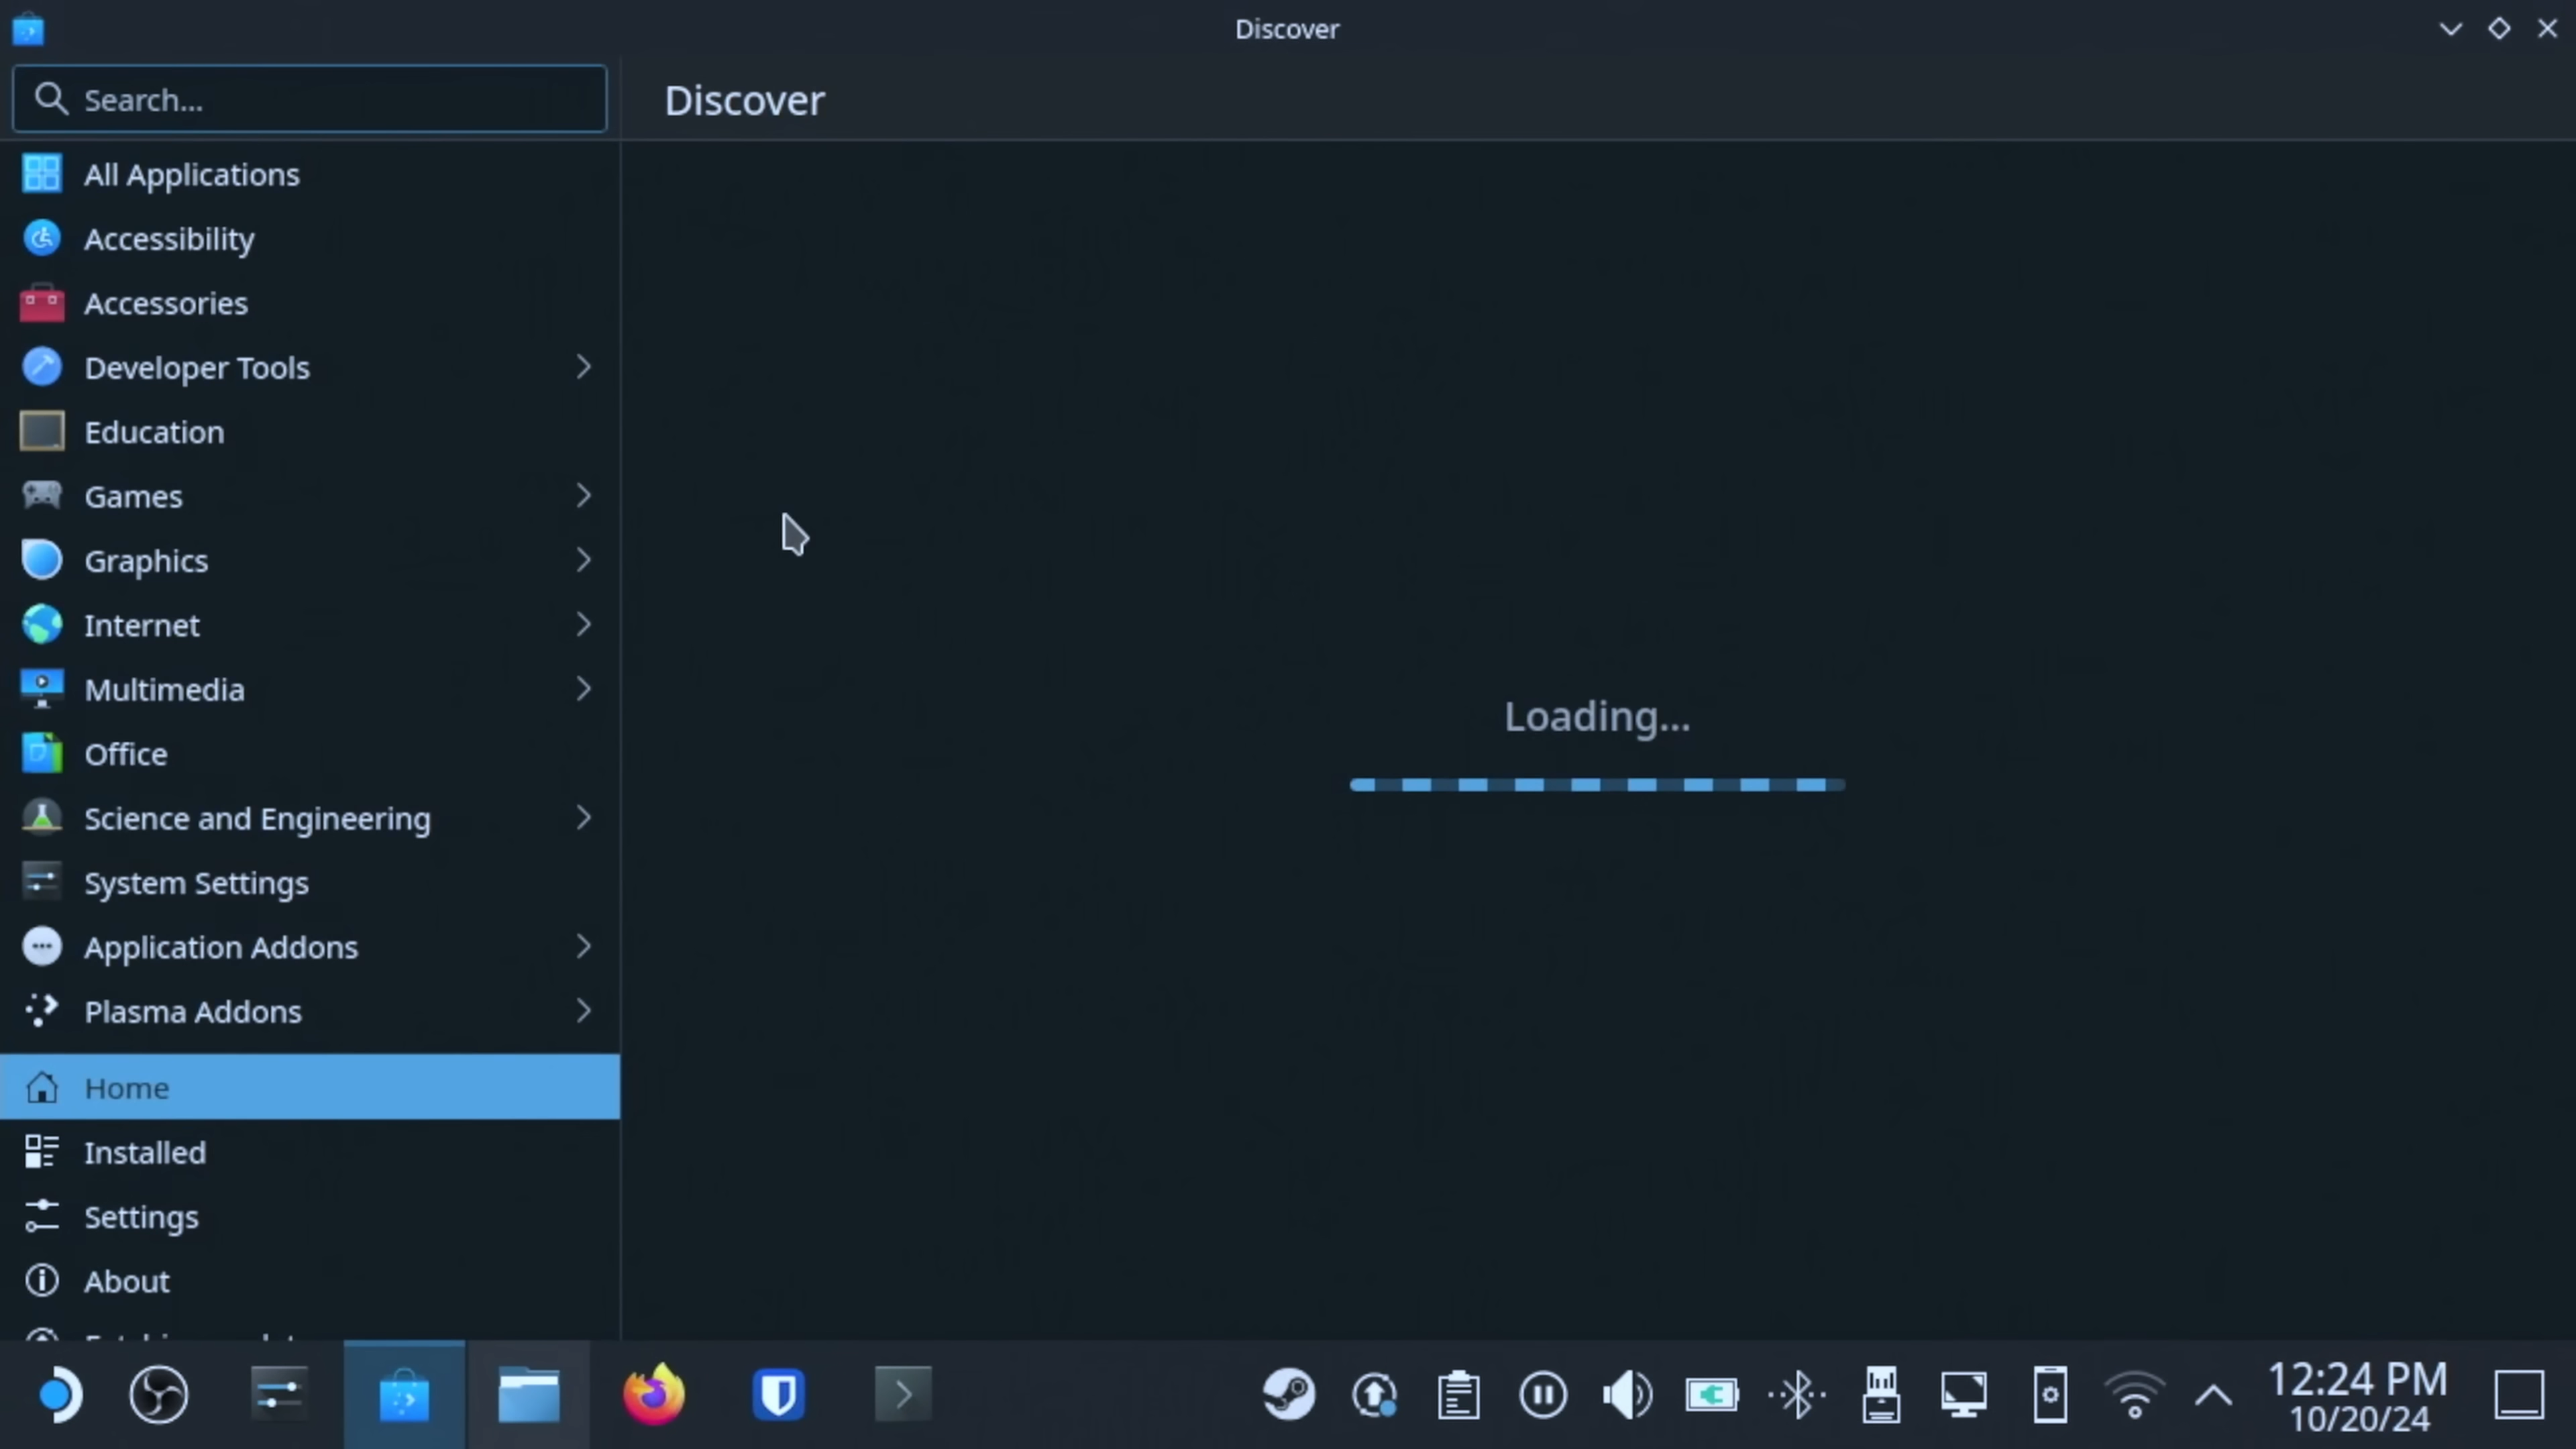 Discover
Search...
Discover
All Applications
Accessibility
Accessories
Developer Tools
Education
Games
Graphics
Internet
Multimedia
Office
Science and Engineering
System Settings
Application Addons
Plasma Addons
Home
Installed
Settings
About
Loading...
12:24 PM
10/20/24